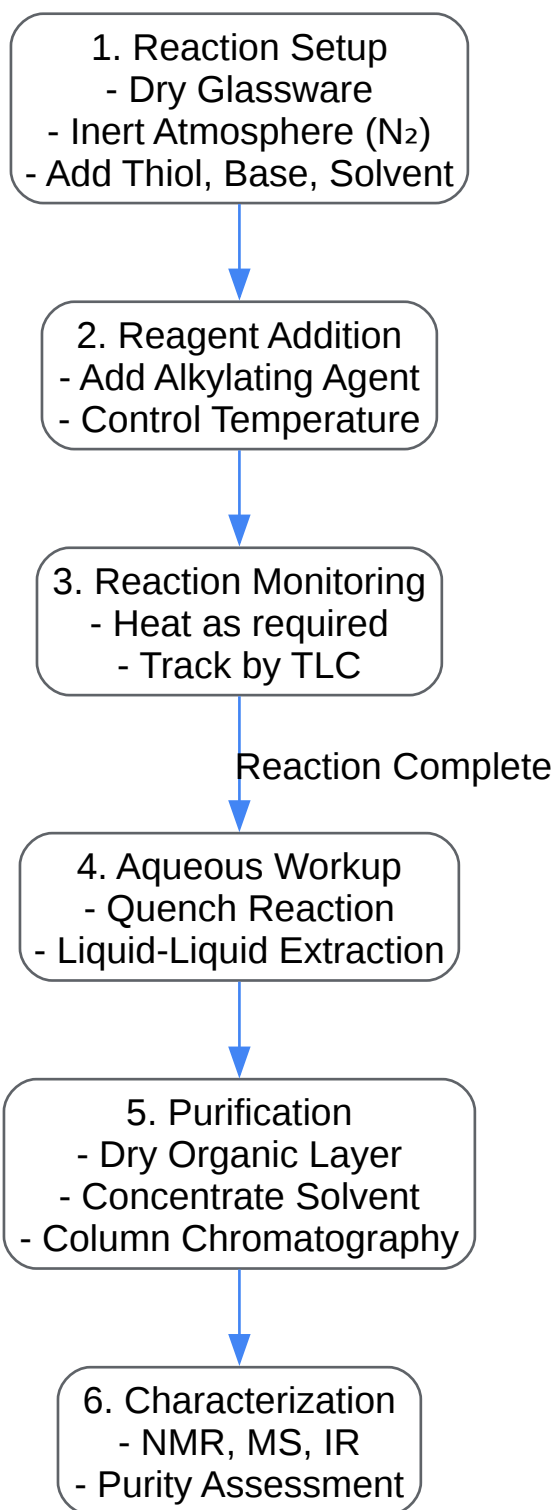 1. Reaction Setup
- Dry Glassware
- Inert Atmosphere (N₂)
- Add Thiol, Base, Solvent
2. Reagent Addition
- Add Alkylating Agent
- Control Temperature
3. Reaction Monitoring
- Heat as required
- Track by TLC
Reaction Complete
4. Aqueous Workup
- Quench Reaction
- Liquid-Liquid Extraction
5. Purification
- Dry Organic Layer
- Concentrate Solvent
- Column Chromatography
6. Characterization
- NMR, MS, IR
- Purity Assessment